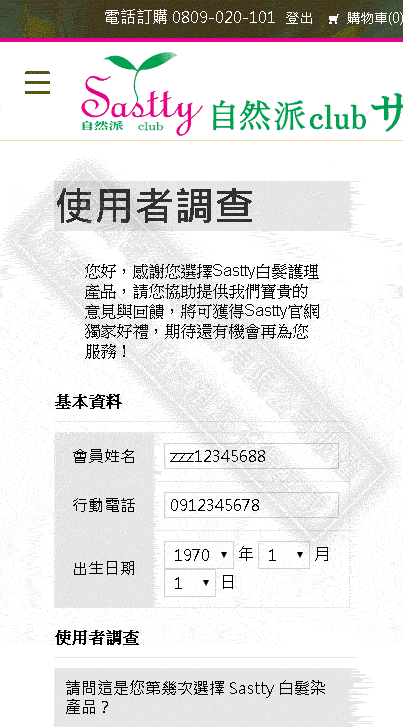 電話訂購 0809-020-101 登出 購物車(0)
Sastty
自然派 club
自然派club サ
使用者調查
您好，感謝您選擇Sastty白髮護理
產品，請您協助提供我們寶貴的
意見與回饋，將可獲得Sastty官網
獨家好禮，期待還有機會再為您
服務！
基本資料
會員姓名 zzz12345688
行動電話 0912345678
出生日期 1970 年 1 月
1 日
使用者調查
請問這是您第幾次選擇 Sastty 白髮染
產品？